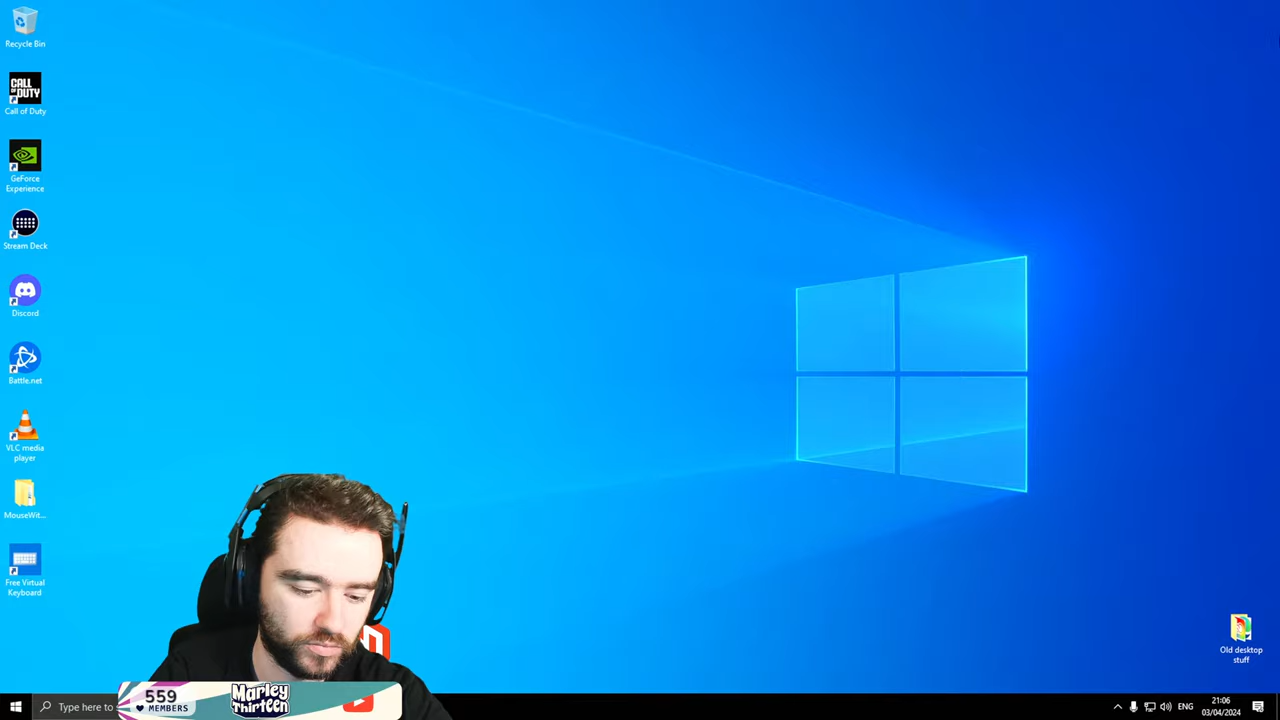 Recycle Bin
CALL OF DUTY
Call of Duty
GeForce
Experience
Stream Deck
Discord
Battle.net
VLC media
player
MouseWit...
Free Virtual
Keyboard
Old desktop
stuff
Type here to
559
MEMBERS
Marley
Thirteen
ENG
21:06
03/04/2024